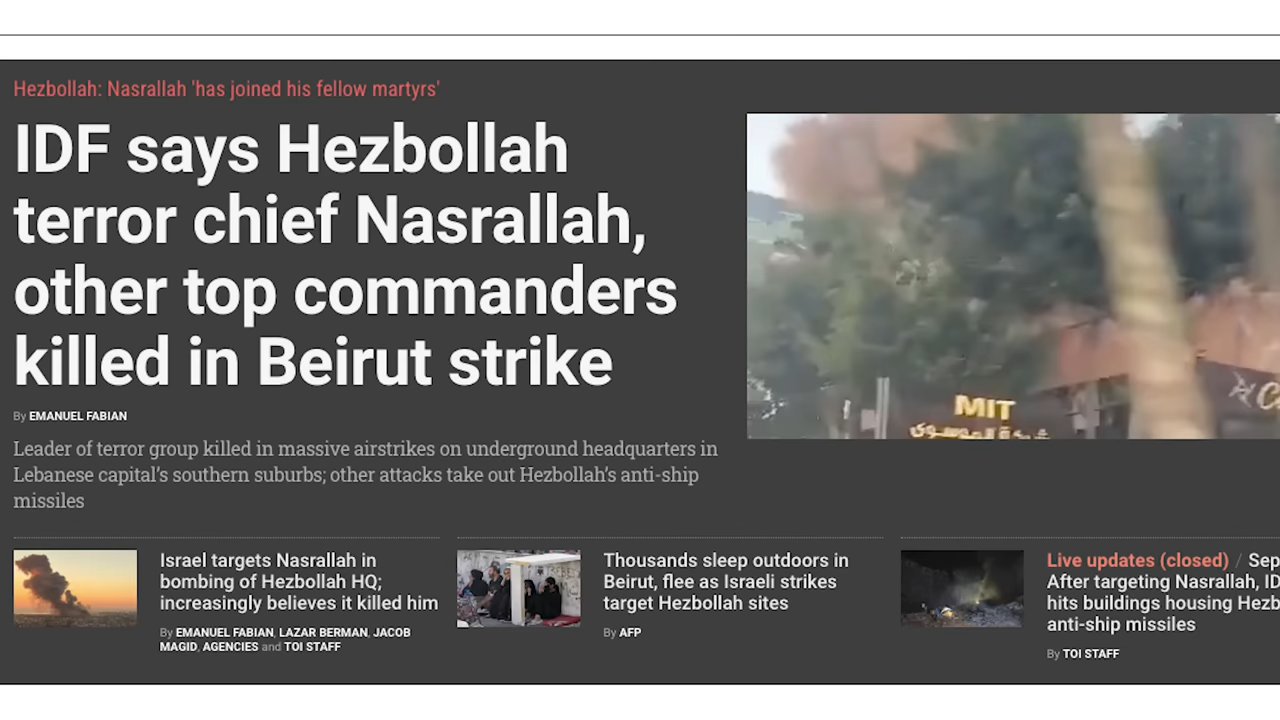 Hezbollah: Nasrallah 'has joined his fellow martyrs'
IDF says Hezbollah
terror chief Nasrallah,
other top commanders
killed in Beirut strike
By EMANUEL FABIAN
Leader of terror group killed in massive airstrikes on underground headquarters in
Lebanese capital's southern suburbs; other attacks take out Hezbollah's anti-ship
missiles
MIT
Israel targets Nasrallah in
bombing of Hezbollah HQ;
increasingly believes it killed him
By EMANUEL FABIAN, LAZAR BERMAN, JACOB
MAGID, AGENCIES and TOI STAFF
Thousands sleep outdoors in
Beirut, flee as Israeli strikes
target Hezbollah sites
By AFP
Live updates (closed) / Sep
After targeting Nasrallah, ID
hits buildings housing Hezb
anti-ship missiles
By TOI STAFF